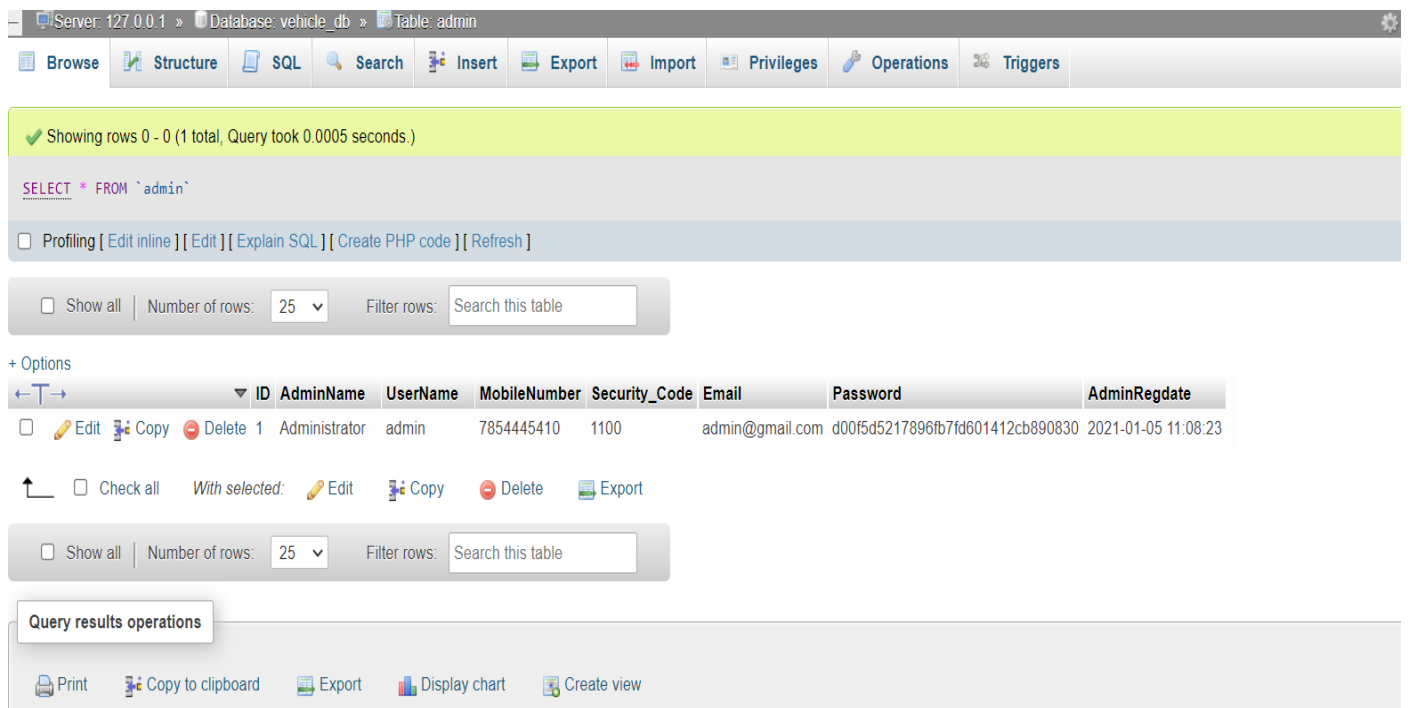 Server: 127.0.0.1 » Database: vehicle_db » Table: admin
Browse Structure SQL Search Insert Export Import Privileges Operations Triggers
Showing rows 0 - 0 (1 total, Query took 0.0005 seconds.)
SELECT * FROM `admin`
Profiling [ Edit inline ] [ Edit ] [ Explain SQL ] [ Create PHP code ] [ Refresh ]
Show all Number of rows: 25 Filter rows: Search this table
+ Options
ID AdminName UserName MobileNumber Security_Code Email Password AdminRegdate
Edit Copy Delete 1 Administrator admin 7854445410 1100 admin@gmail.com d00f5d5217896fb7fd601412cb890830 2021-01-05 11:08:23
Check all With selected: Edit Copy Delete Export
Show all Number of rows: 25 Filter rows: Search this table
Query results operations
Print Copy to clipboard Export Display chart Create view